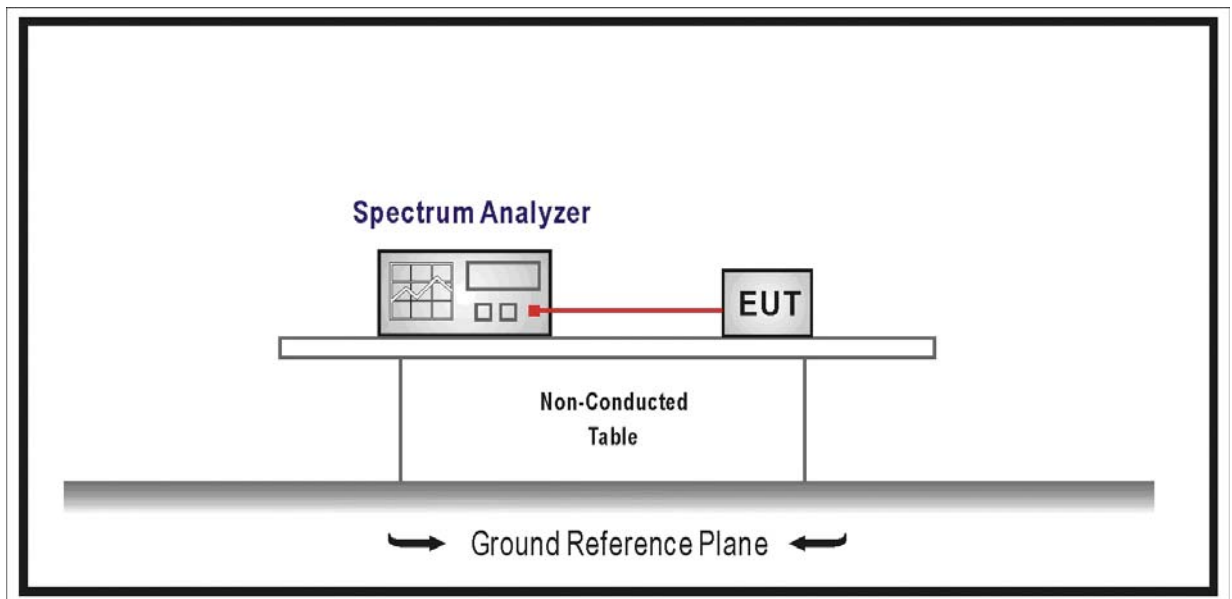 Spectrum Analyzer
EUT
Non-Conducted
Table
Ground Reference Plane